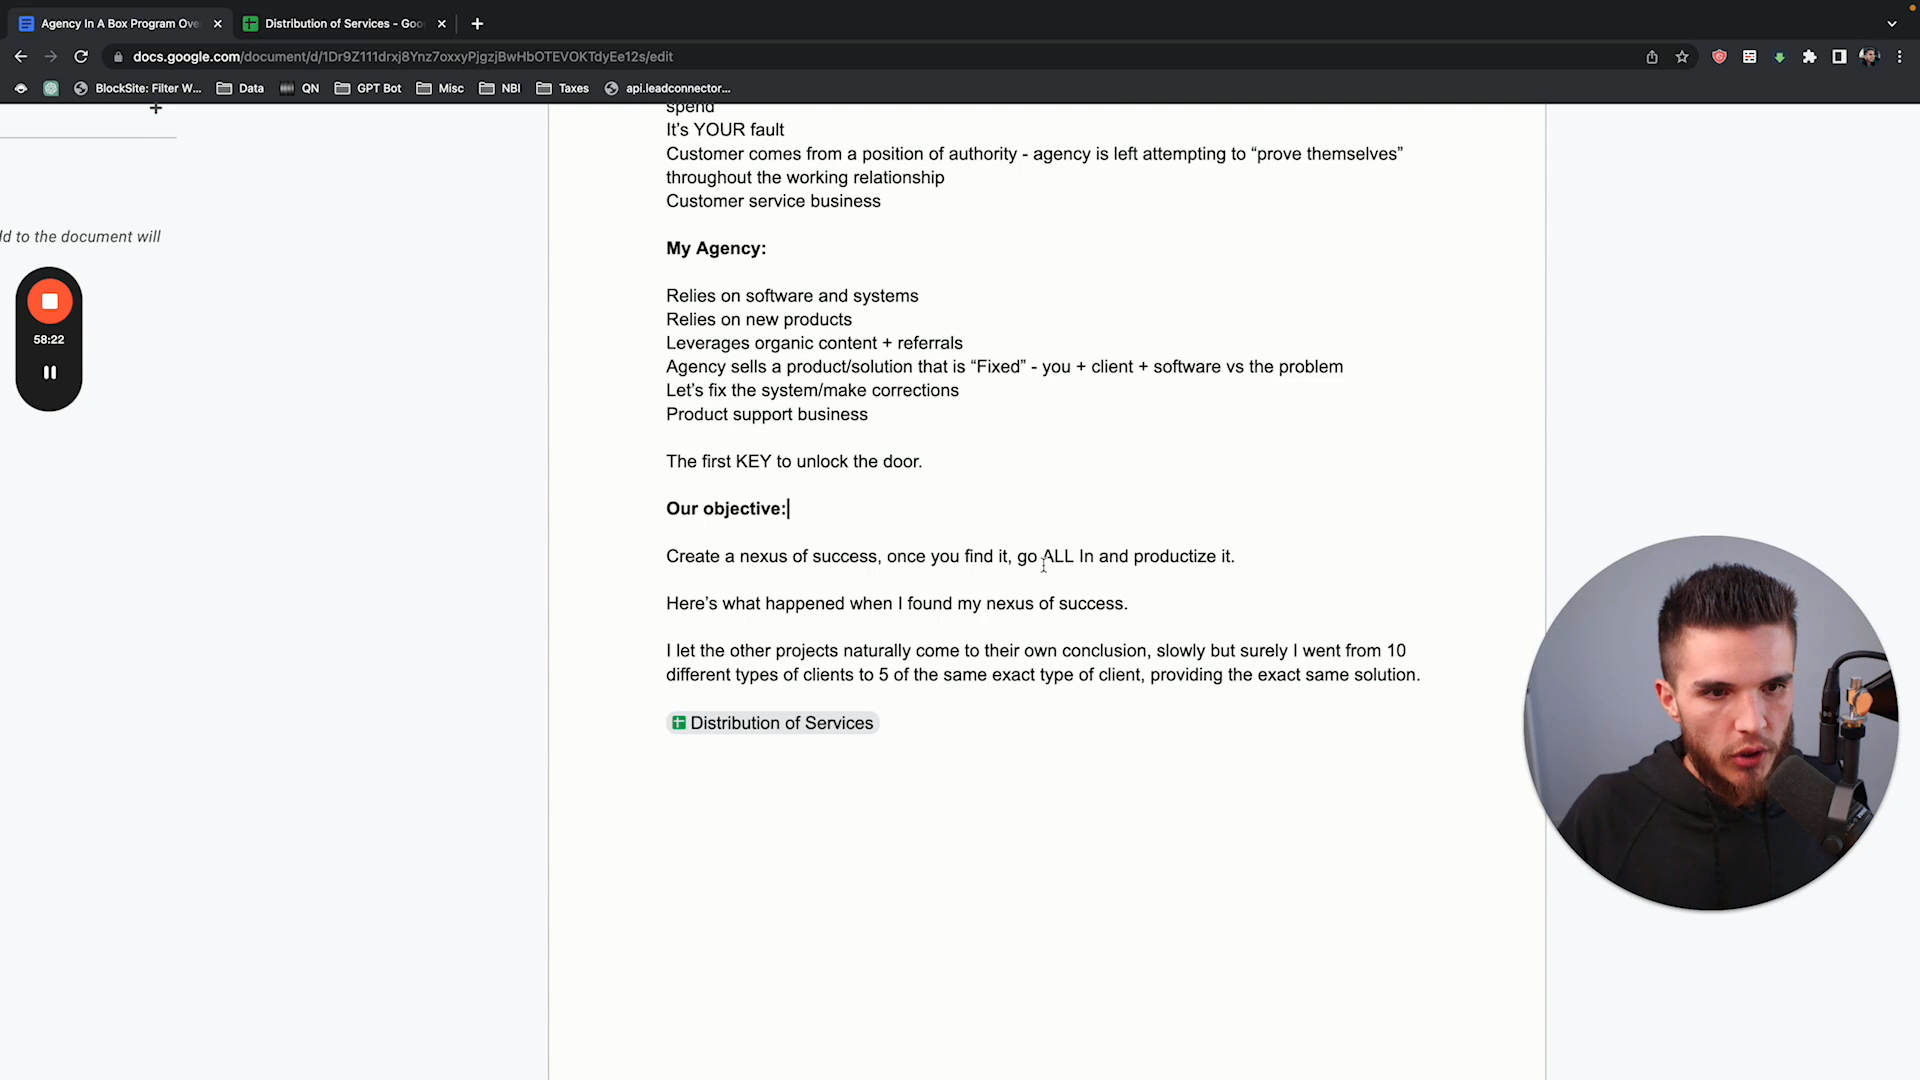 Agency In A Box Program Ove
Distribution of Services - Goo
docs.google.com/document/d/1Dr9Z111drxj8Ynz7oxxyPjgzjBwHbOTEVOKTdyEe12s/edit
BlockSite: Filter W...
Data
QN
GPT Bot
Misc
NBI
Taxes
api.leadconnector...
ld to the document will
58:22
spend
It's YOUR fault
Customer comes from a position of authority - agency is left attempting to “prove themselves”
throughout the working relationship
Customer service business
My Agency:
Relies on software and systems
Relies on new products
Leverages organic content + referrals
Agency sells a product/solution that is “Fixed” - you + client + software vs the problem
Let’s fix the system/make corrections
Product support business
The first KEY to unlock the door.
Our objective:
Create a nexus of success, once you find it, go ALL In and productize it.
Here’s what happened when I found my nexus of success.
I let the other projects naturally come to their own conclusion, slowly but surely I went from 10
different types of clients to 5 of the same exact type of client, providing the exact same solution.
Distribution of Services